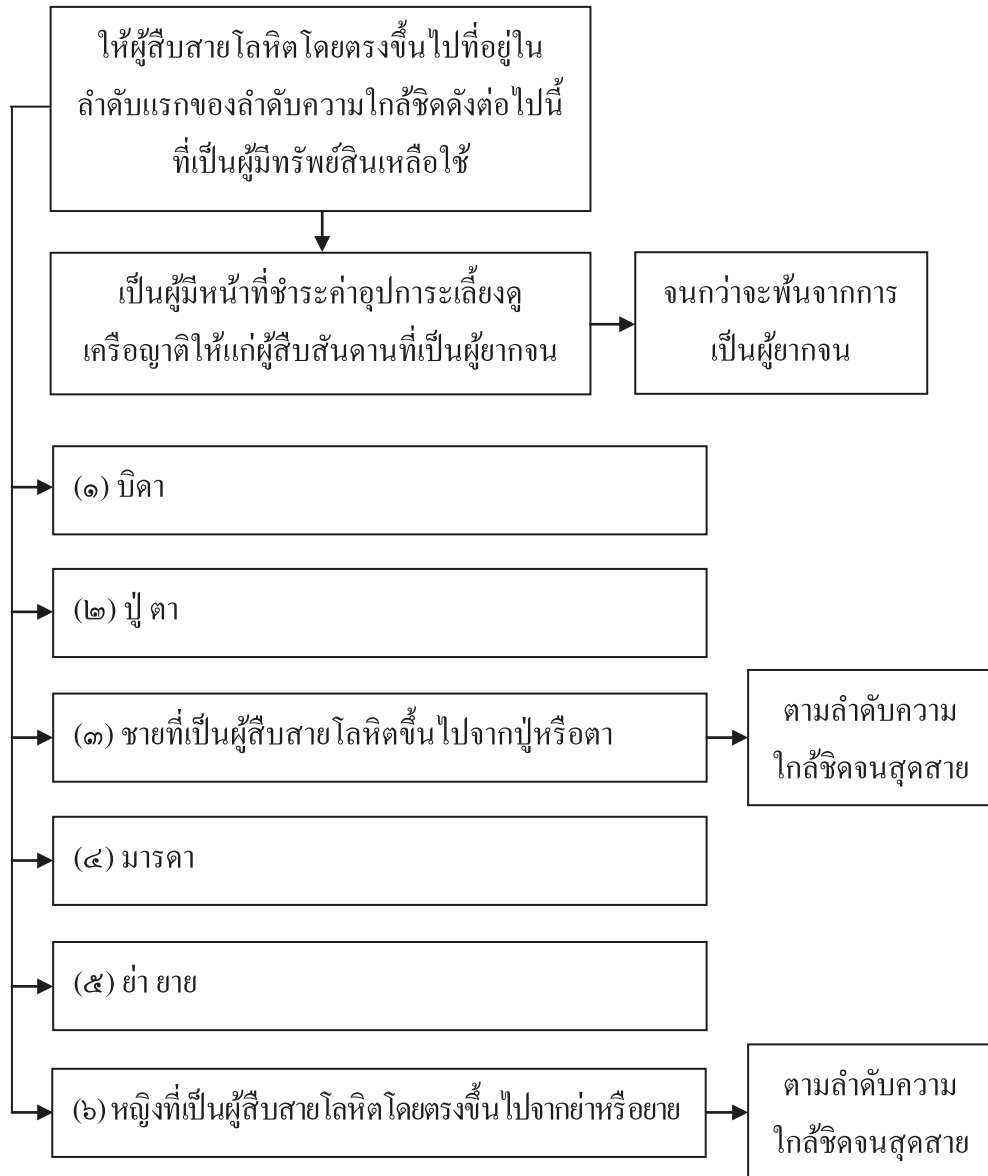 ให้ผู้สืบสายโลหิตโดยตรงขึ้นไปที่อยู่ใน
ลำดับแรกของลำดับความใกล้ชิดดังต่อไปนี้
ที่เป็นผู้มีทรัพย์สินเหลือใช้
เป็นผู้มีหน้าที่ชำระค่าอุปการะเลี้ยงดู
เครือญาติให้แก่ผู้สืบสันดานที่เป็นผู้ยากจน
จนกว่าจะพ้นจากการ
เป็นผู้ยากจน
(๑) บิดา
(๒) ปู่ ตา
(๓) ชายที่เป็นผู้สืบสายโลหิตขึ้นไปจากปู่หรือตา
ตามลำดับความ
ใกล้ชิดจนสุดสาย
(๔) มารดา
(๕) ย่า ยาย
(๖) หญิงที่เป็นผู้สืบสายโลหิตโดยตรงขึ้นไปจากย่าหรือยาย
ตามลำดับความ
ใกล้ชิดจนสุดสาย